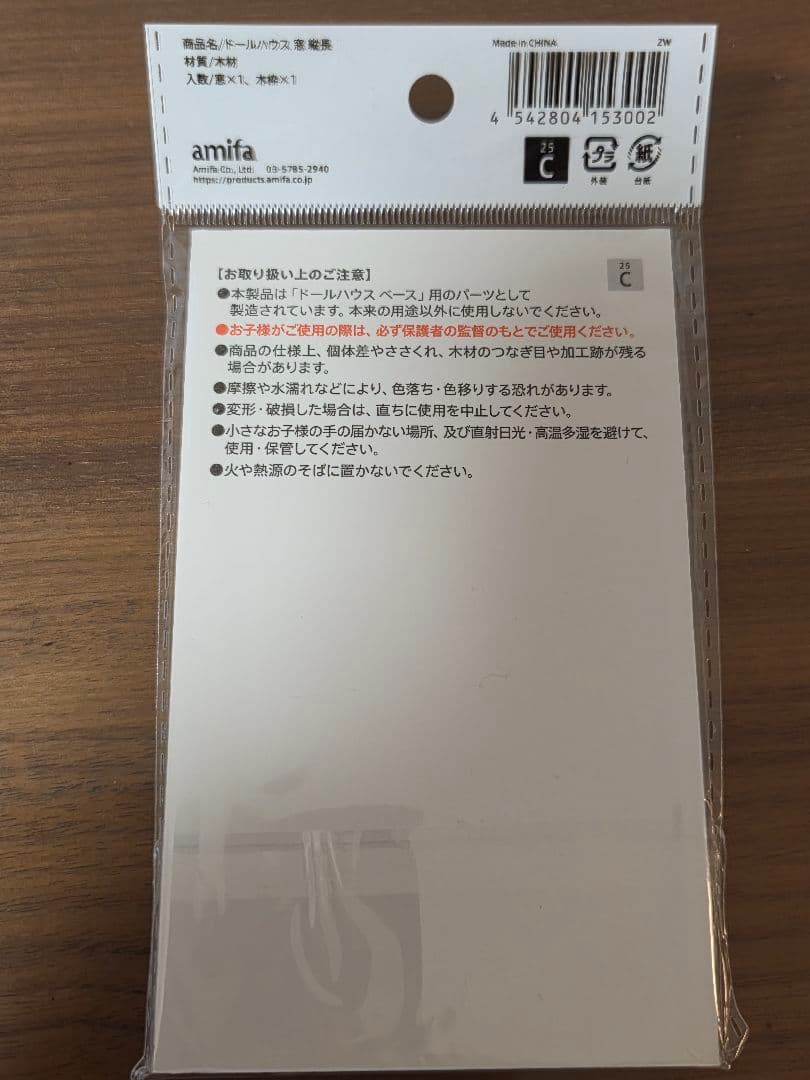 商品名/ドールハウス 窓 縦長
材質/木材
入数/窓×1、木枠×1
amifa
Amifa Co., Ltd. 03-5785-2940
https://products.amifa.co.jp
Made in CHINA
ZW
4 542804 153002
25
C
プラ
外装
紙
台紙
【お取り扱い上のご注意】
25
C
●本製品は「ドールハウス ベース」用のパーツとして
製造されています。本来の用途以外に使用しないでください。
●お子様がご使用の際は、必ず保護者の監督のもとでご使用ください。
●商品の仕様上、個体差やささくれ、木材のつなぎ目や加工跡が残る
場合があります。
●摩擦や水濡れなどにより、色落ち・色移りする恐れがあります。
●変形・破損した場合は、直ちに使用を中止してください。
●小さなお子様の手の届かない場所、及び直射日光・高温多湿を避けて、
使用・保管してください。
●火や熱源のそばに置かないでください。